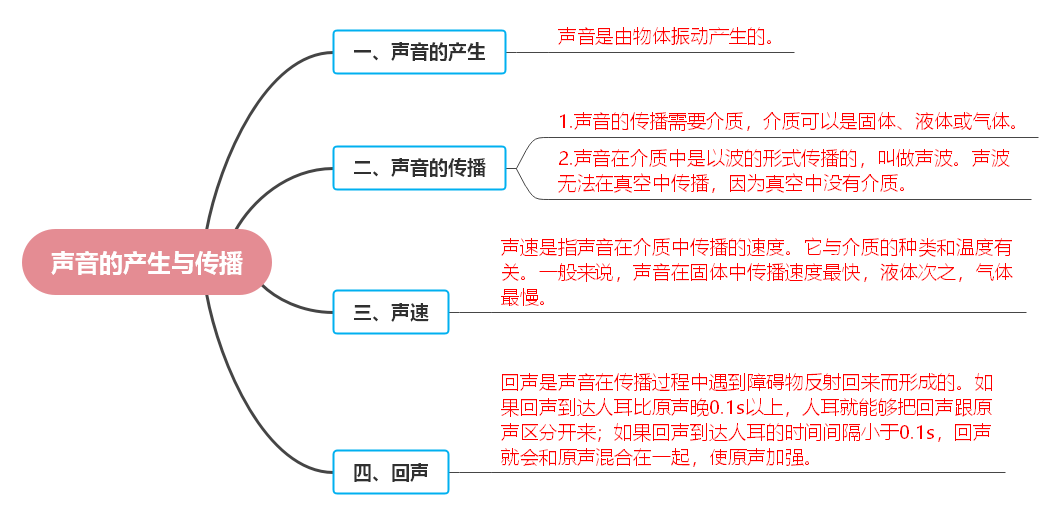 声音的产生与传播
一、声音的产生
声音是由物体振动产生的。
二、声音的传播
1.声音的传播需要介质，介质可以是固体、液体或气体。
2.声音在介质中是以波的形式传播的，叫做声波。声波
无法在真空中传播，因为真空中没有介质。
三、声速
声速是指声音在介质中传播的速度。它与介质的种类和温度有
关。一般来说，声音在固体中传播速度最快，液体次之，气体
最慢。
四、回声
回声是声音在传播过程中遇到障碍物反射回来而形成的。如
果回声到达人耳比原声晚0.1s以上，人耳就能够把回声跟原
声区分开来；如果回声到达人耳的时间间隔小于0.1s，回声
就会和原声混合在一起，使原声加强。